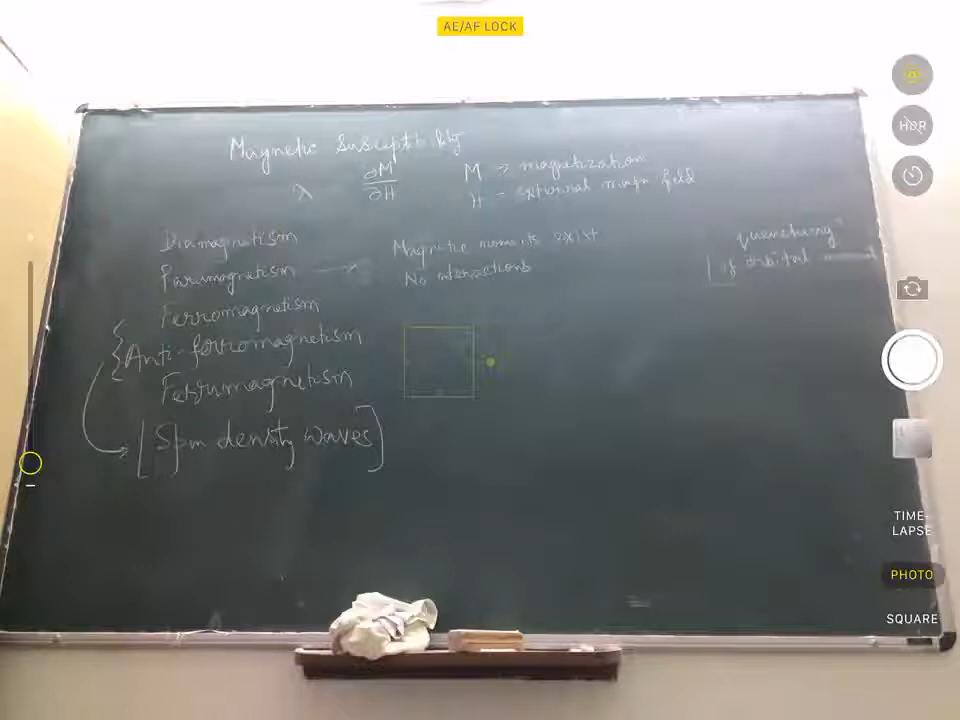 AE/AF LOCK
HDR
Magnetic Susceptibility
λ ∂M/∂H
M → magnetization
H - external magn. field
Diamagnetism
Paramagnetism → Magnetic moments exist
No interactions
Ferromagnetism
Anti-ferromagnetism
Ferrimagnetism
[Spin density waves]
quenching"
of orbital
TIME-
LAPSE
PHOTO
SQUARE